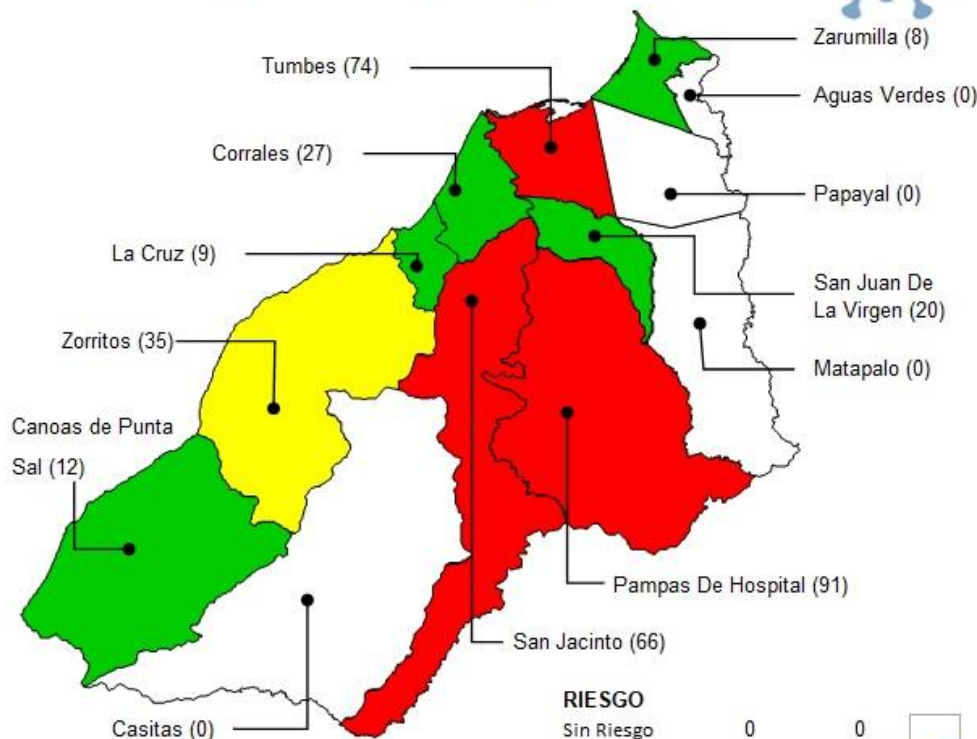 Zarumilla (8)
Tumbes (74)
Aguas Verdes (0)
Corrales (27)
Papayal (0)
La Cruz (9)
San Juan De
La Virgen (20)
Zorritos (35)
Matapalo (0)
Canoas de Punta
Sal (12)
Pampas De Hospital (91)
San Jacinto (66)
Casitas (0)
RIESGO
Sin Riesgo 0 0